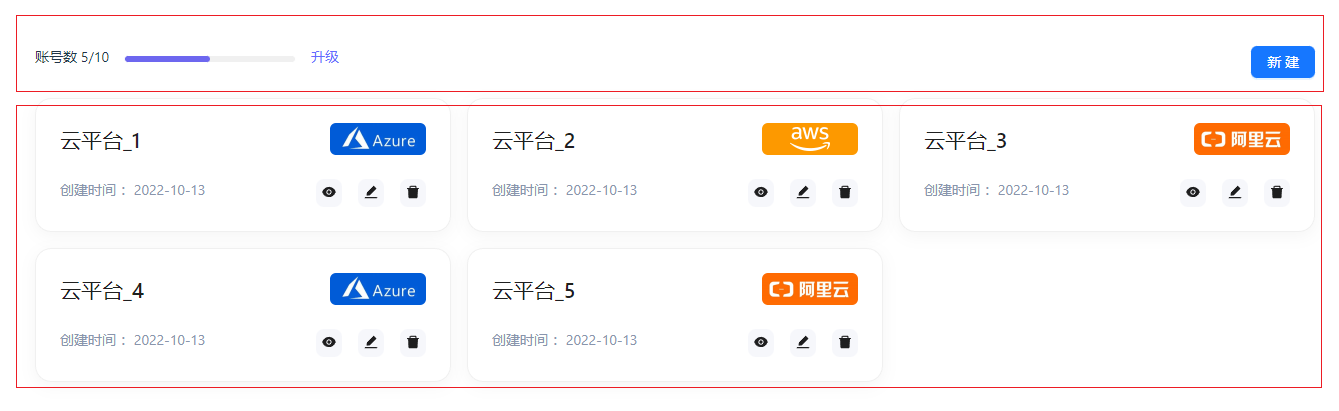 账号数 5/10 升级 新 建
云平台_1 Azure 云平台_2 aws 云平台_3 阿里云
创建时间： 2022-10-13 创建时间： 2022-10-13 创建时间： 2022-10-13
云平台_4 Azure 云平台_5 阿里云
创建时间： 2022-10-13 创建时间： 2022-10-13